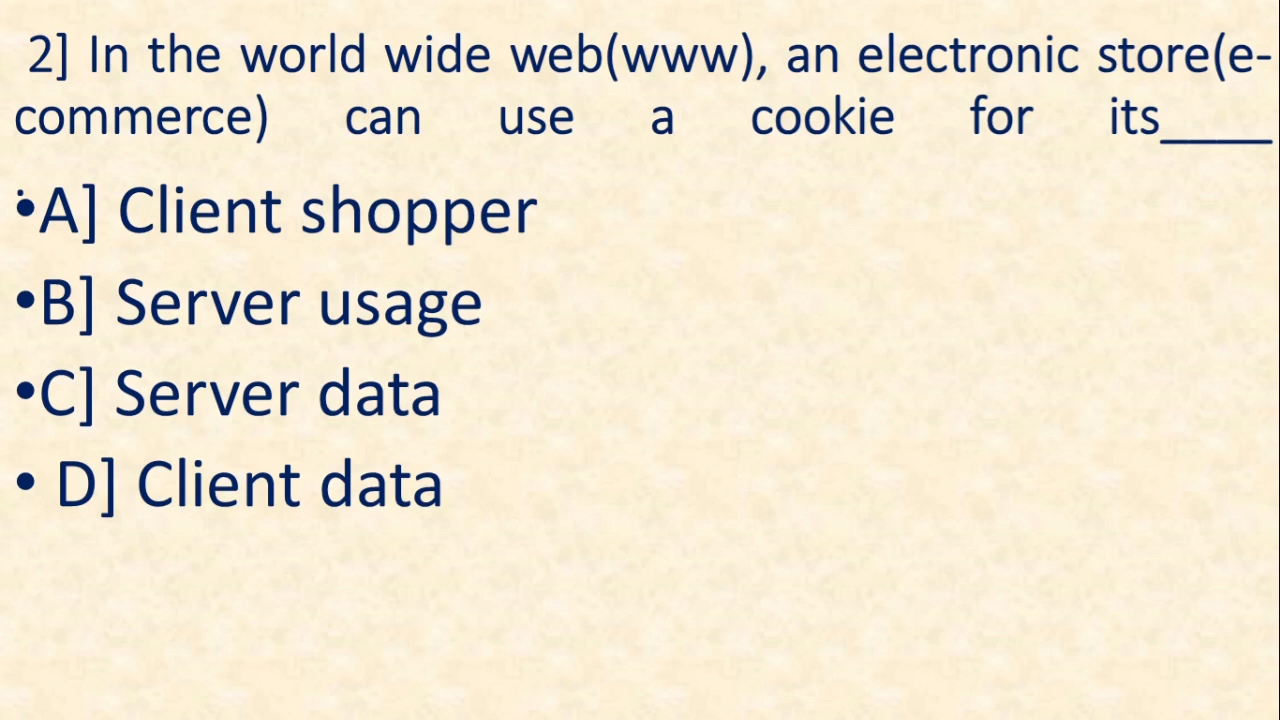 2] In the world wide web(www), an electronic store(e-
commerce) can use a cookie for its____
•A] Client shopper
•B] Server usage
•C] Server data
• D] Client data